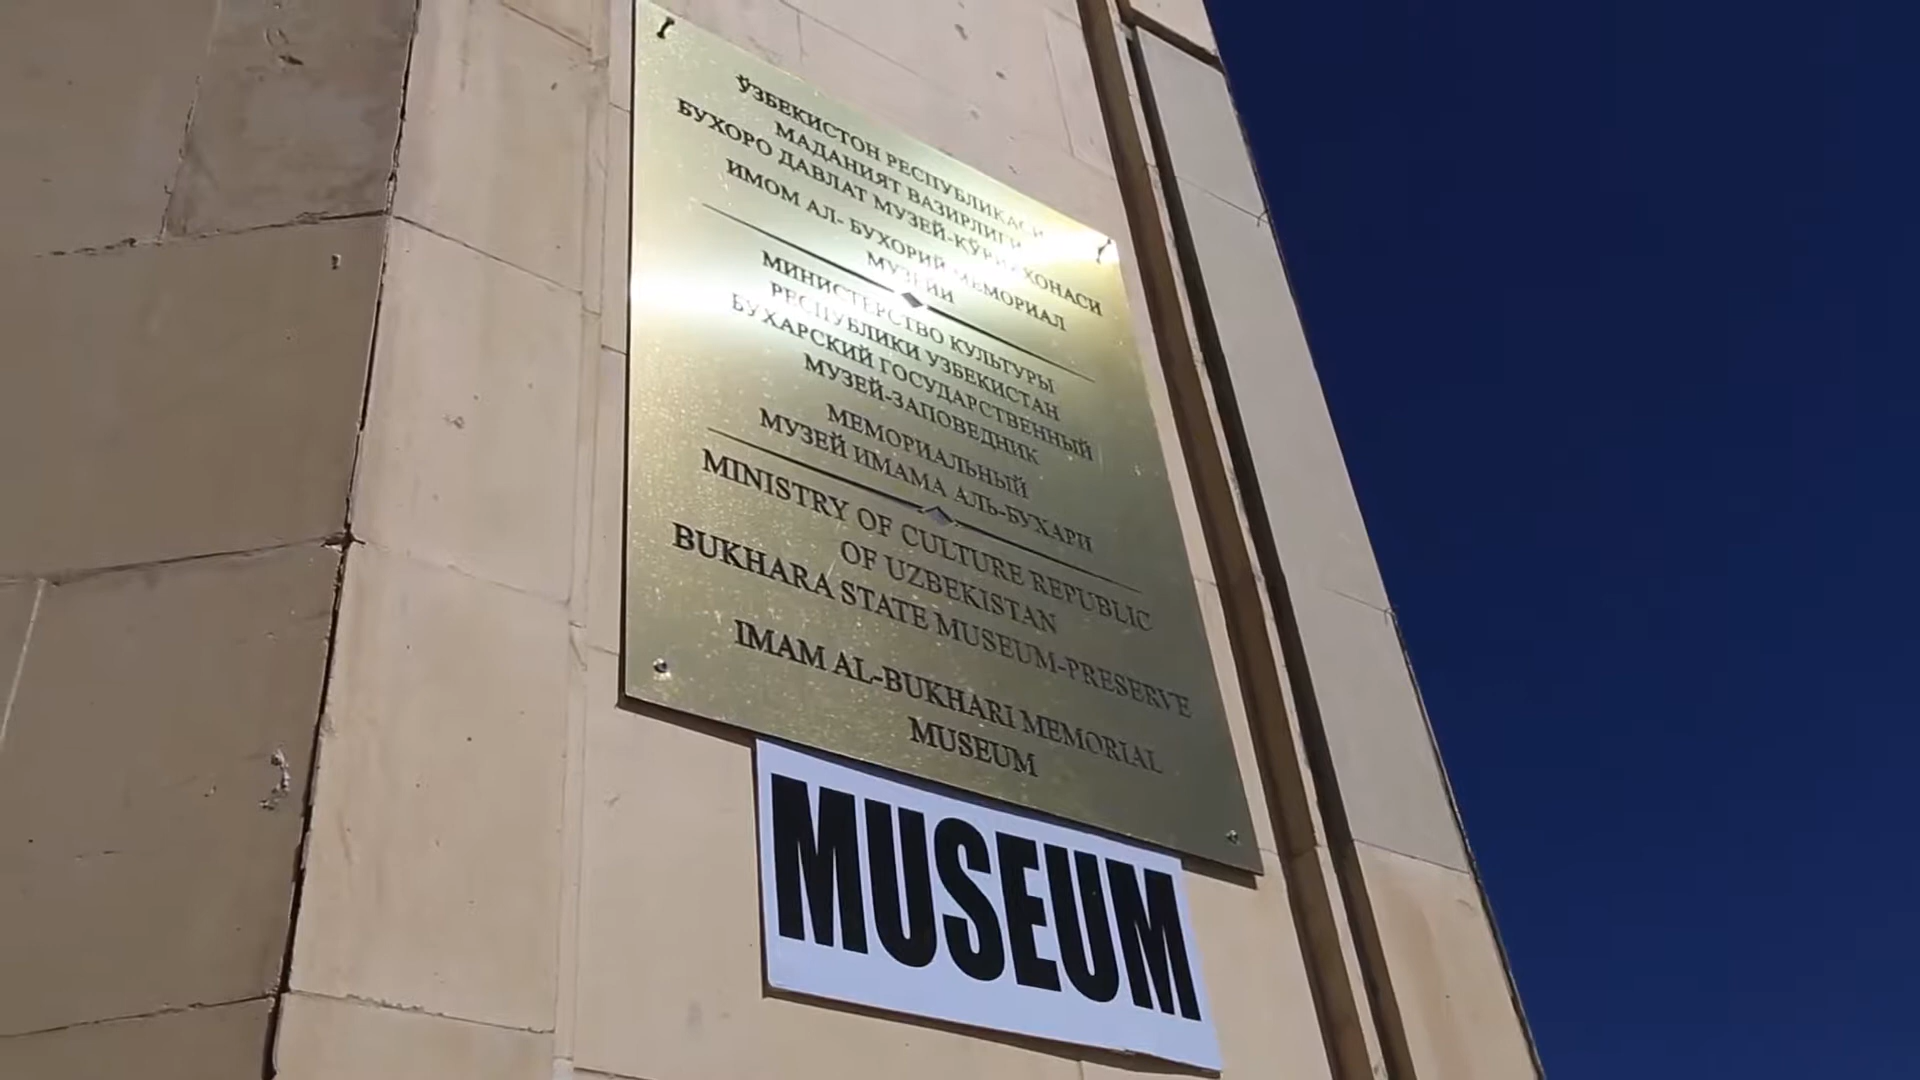 ЎЗБЕКИСТОН РЕСПУБЛИКАСИ
МАДАНИЯТ ВАЗИРЛИГИ
БУХОРО ДАВЛАТ МУЗЕЙ-ҚЎРИҚХОНАСИ
ИМОМ АЛ- БУХОРИЙ МЕМОРИАЛ
МУЗЕЙИ
МИНИСТЕРСТВО КУЛЬТУРЫ
РЕСПУБЛИКИ УЗБЕКИСТАН
БУХАРСКИЙ ГОСУДАРСТВЕННЫЙ
МУЗЕЙ-ЗАПОВЕДНИК
МЕМОРИАЛЬНЫЙ
МУЗЕЙ ИМАМА АЛЬ-БУХАРИ
MINISTRY OF CULTURE REPUBLIC
OF UZBEKISTAN
BUKHARA STATE MUSEUM-PRESERVE
IMAM AL-BUKHARI MEMORIAL
MUSEUM
MUSEUM